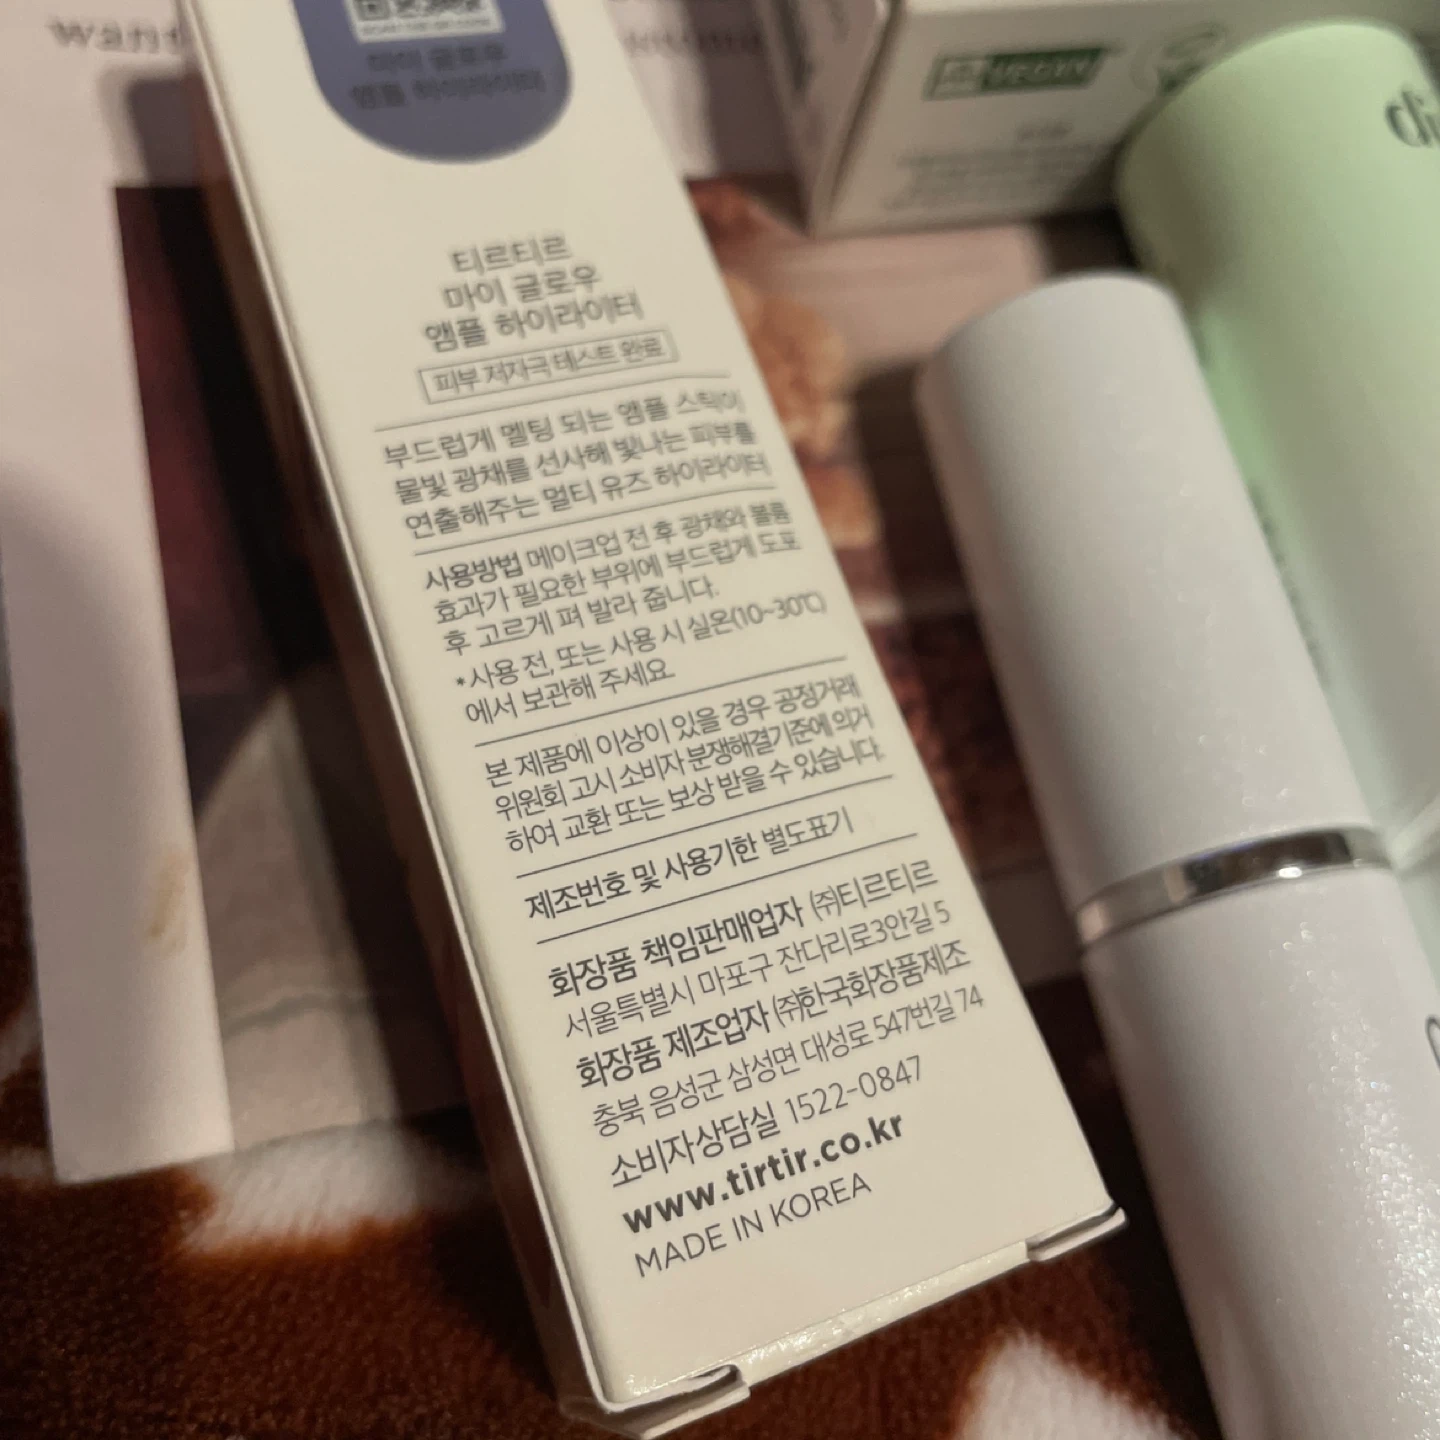 마이 글로우
앰플 하이라이터
VEGAN
티르티르
마이 글로우
앰플 하이라이터
피부 저자극 테스트 완료
부드럽게 멜팅 되는 앰플 스틱이
물빛 광채를 선사해 빛나는 피부를
연출해주는 멀티 유즈 하이라이터
사용방법 메이크업 전 후 광채와 볼륨
효과가 필요한 부위에 부드럽게 도포
후 고르게 펴 발라 줍니다.
*사용 전, 또는 사용 시 실온(10~30℃)
에서 보관해 주세요.
본 제품에 이상이 있을 경우 공정거래
위원회 고시 소비자 분쟁해결기준에 의거
하여 교환 또는 보상 받을 수 있습니다.
제조번호 및 사용기한 별도표기
화장품 책임판매업자 ㈜티르티르
서울특별시 마포구 잔다리로3안길 5
화장품 제조업자 ㈜한국화장품제조
충북 음성군 삼성면 대성로 547번길 74
소비자상담실 1522-0847
www.tirtir.co.kr
MADE IN KOREA